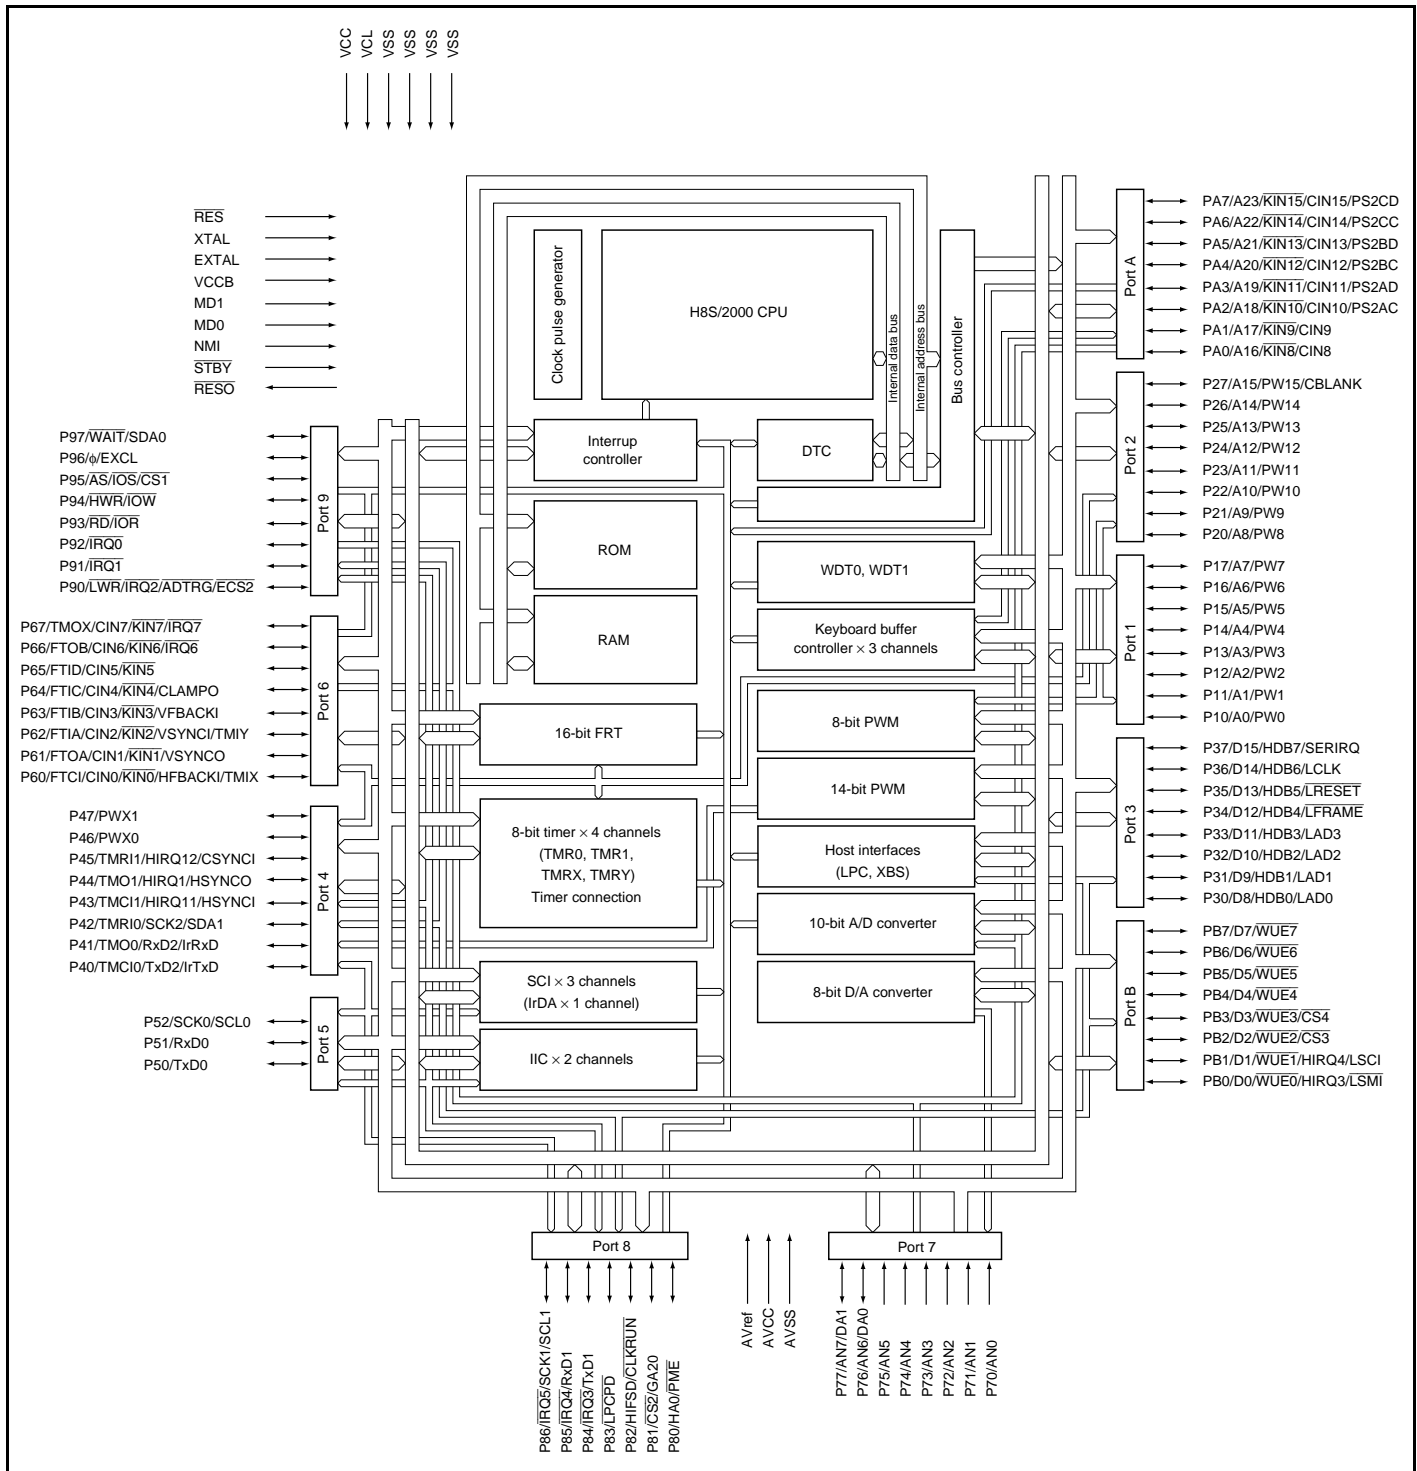 VCC
VCL
VSS
VSS
VSS
VSS
RES
XTAL
EXTAL
VCCB
MD1
MD0
NMI
STBY
RESO
Clock pulse generator
H8S/2000 CPU
Internal data bus
Internal address bus
Bus controller
Interrup
controller
DTC
ROM
RAM
WDT0, WDT1
Keyboard buffer
controller × 3 channels
16-bit FRT
8-bit PWM
14-bit PWM
8-bit timer × 4 channels
(TMR0, TMR1,
TMRX, TMRY)
Timer connection
Host interfaces
(LPC, XBS)
10-bit A/D converter
SCI × 3 channels
(IrDA × 1 channel)
8-bit D/A converter
IIC × 2 channels
Port 9
P97/WAIT/SDA0
P96/ϕ/EXCL
P95/AS/IOS/CS1
P94/HWR/IOW
P93/RD/IOR
P92/IRQ0
P91/IRQ1
P90/LWR/IRQ2/ADTRG/ECS2
Port 6
P67/TMOX/CIN7/KIN7/IRQ7
P66/FTOB/CIN6/KIN6/IRQ6
P65/FTID/CIN5/KIN5
P64/FTIC/CIN4/KIN4/CLAMPO
P63/FTIB/CIN3/KIN3/VFBACKI
P62/FTIA/CIN2/KIN2/VSYNCI/TMIY
P61/FTOA/CIN1/KIN1/VSYNCO
P60/FTCI/CIN0/KIN0/HFBACKI/TMIX
Port 4
P47/PWX1
P46/PWX0
P45/TMRI1/HIRQ12/CSYNCI
P44/TMO1/HIRQ1/HSYNCO
P43/TMCI1/HIRQ11/HSYNCI
P42/TMRI0/SCK2/SDA1
P41/TMO0/RxD2/IrRxD
P40/TMCI0/TxD2/IrTxD
Port 5
P52/SCK0/SCL0
P51/RxD0
P50/TxD0
Port A
PA7/A23/KIN15/CIN15/PS2CD
PA6/A22/KIN14/CIN14/PS2CC
PA5/A21/KIN13/CIN13/PS2BD
PA4/A20/KIN12/CIN12/PS2BC
PA3/A19/KIN11/CIN11/PS2AD
PA2/A18/KIN10/CIN10/PS2AC
PA1/A17/KIN9/CIN9
PA0/A16/KIN8/CIN8
Port 2
P27/A15/PW15/CBLANK
P26/A14/PW14
P25/A13/PW13
P24/A12/PW12
P23/A11/PW11
P22/A10/PW10
P21/A9/PW9
P20/A8/PW8
Port 1
P17/A7/PW7
P16/A6/PW6
P15/A5/PW5
P14/A4/PW4
P13/A3/PW3
P12/A2/PW2
P11/A1/PW1
P10/A0/PW0
Port 3
P37/D15/HDB7/SERIRQ
P36/D14/HDB6/LCLK
P35/D13/HDB5/LRESET
P34/D12/HDB4/LFRAME
P33/D11/HDB3/LAD3
P32/D10/HDB2/LAD2
P31/D9/HDB1/LAD1
P30/D8/HDB0/LAD0
Port B
PB7/D7/WUE7
PB6/D6/WUE6
PB5/D5/WUE5
PB4/D4/WUE4
PB3/D3/WUE3/CS4
PB2/D2/WUE2/CS3
PB1/D1/WUE1/HIRQ4/LSCI
PB0/D0/WUE0/HIRQ3/LSMI
Port 8
P86/IRQ5/SCK1/SCL1
P85/IRQ4/RxD1
P84/IRQ3/TxD1
P83/LPCPD
P82/HIFSD/CLKRUN
P81/CS2/GA20
P80/HA0/PME
AVref
AVCC
AVSS
Port 7
P77/AN7/DA1
P76/AN6/DA0
P75/AN5
P74/AN4
P73/AN3
P72/AN2
P71/AN1
P70/AN0